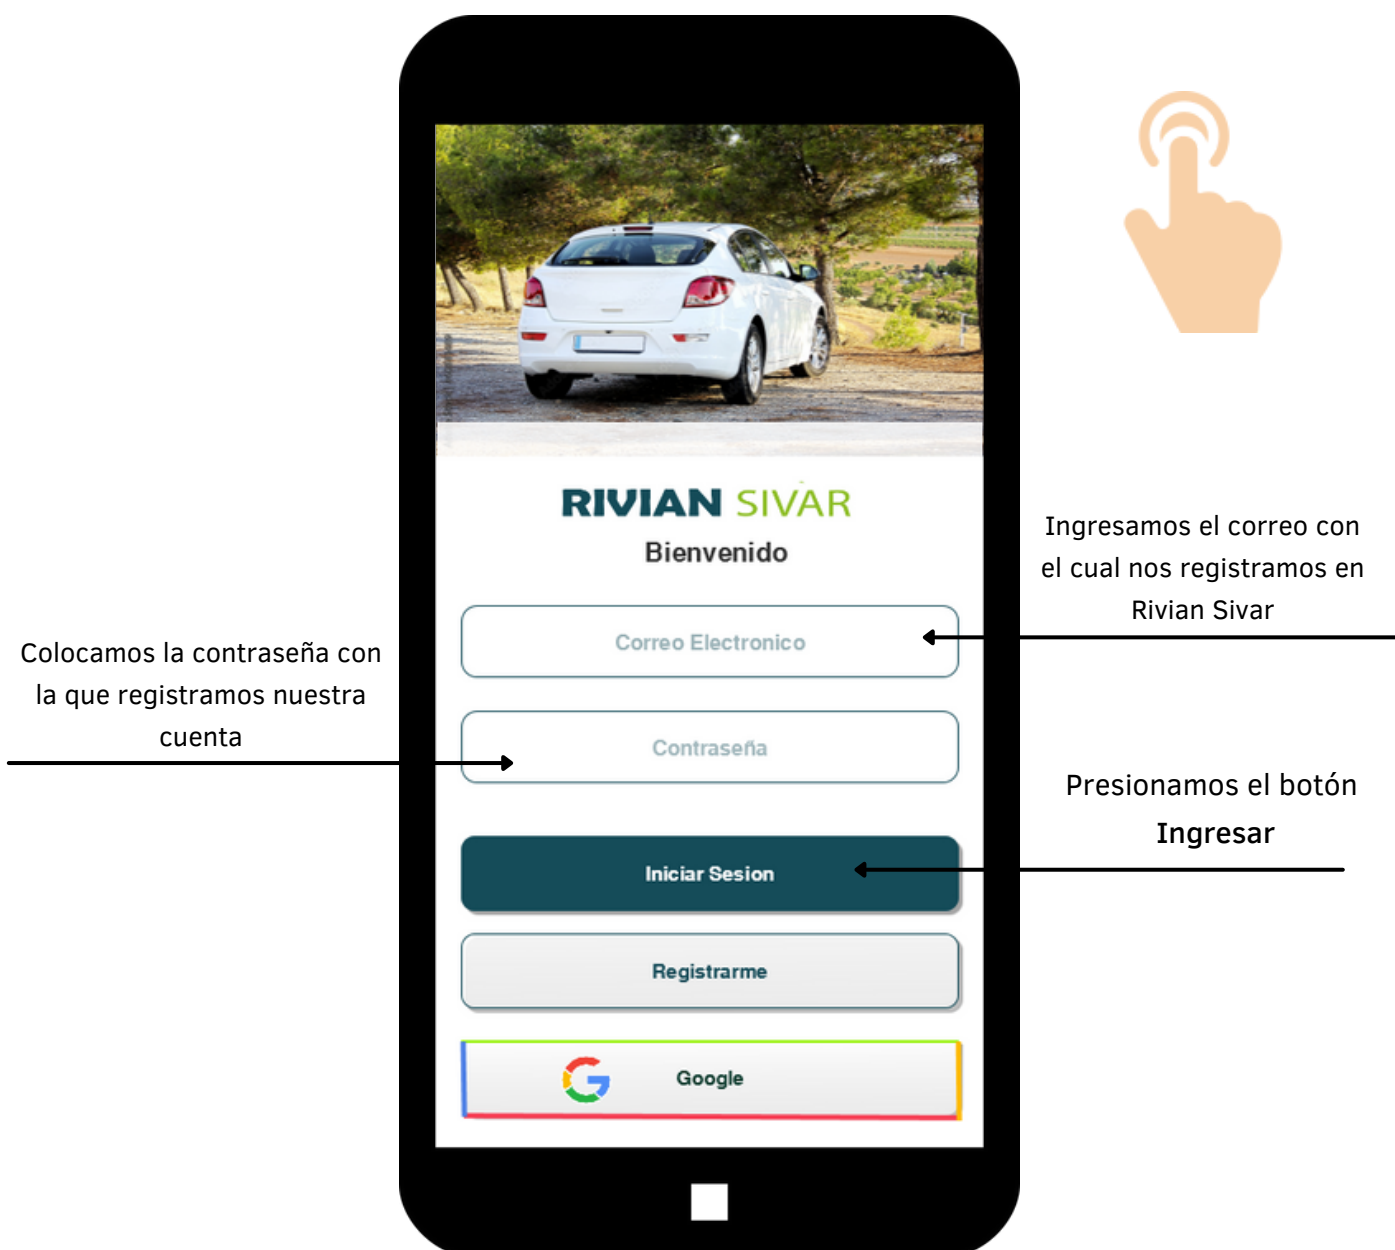 RIVIAN SIVAR
Bienvenido
Ingresamos el correo con
el cual nos registramos en
Rivian Sivar
Correo Electronico
Colocamos la contraseña con
la que registramos nuestra
cuenta
Contraseña
Presionamos el botón
Ingresar
Iniciar Sesion
Registrarme
Google